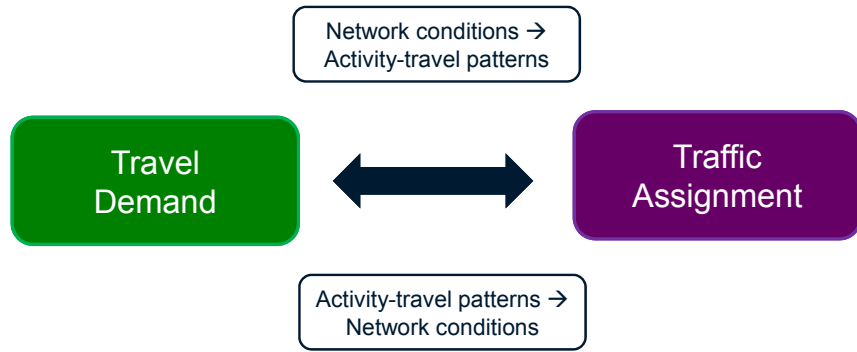 Network conditions →
Activity-travel patterns
Travel
Demand
Traffic
Assignment
Activity-travel patterns →
Network conditions